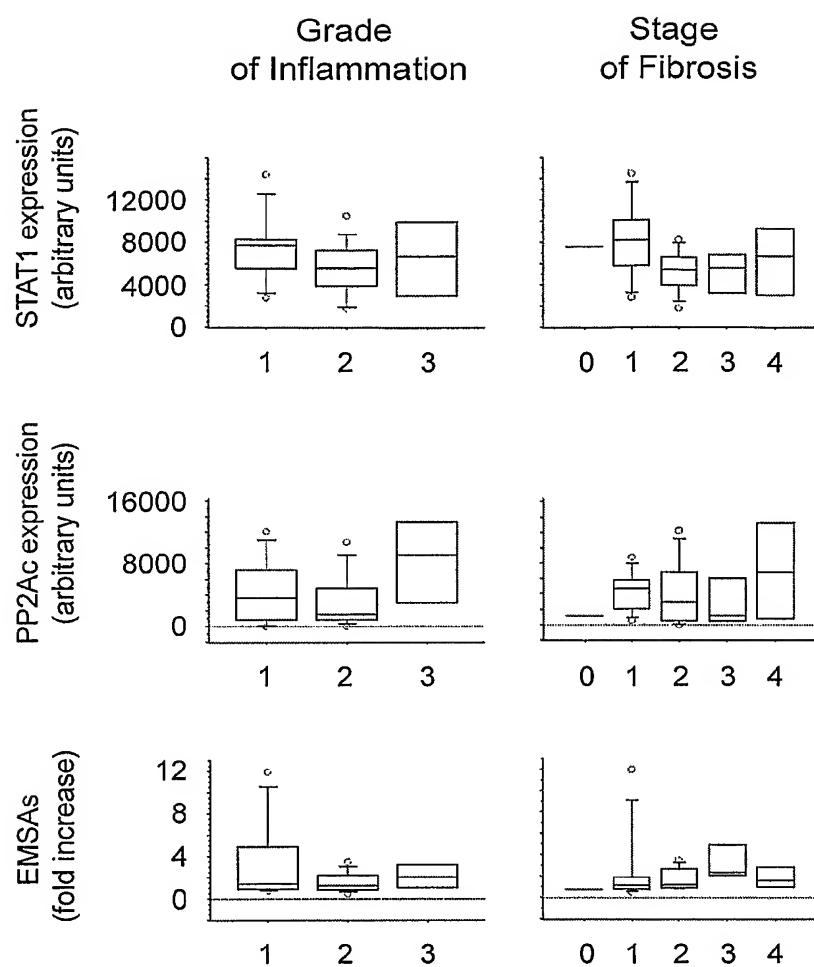 Grade
of Inflammation
Stage
of Fibrosis
STAT1 expression
(arbitrary units)
12000
8000
4000
0
1 2 3
0 1 2 3 4
PP2Ac expression
(arbitrary units)
16000
8000
0
1 2 3
0 1 2 3 4
EMSAs
(fold increase)
12
8
4
0
1 2 3
0 1 2 3 4